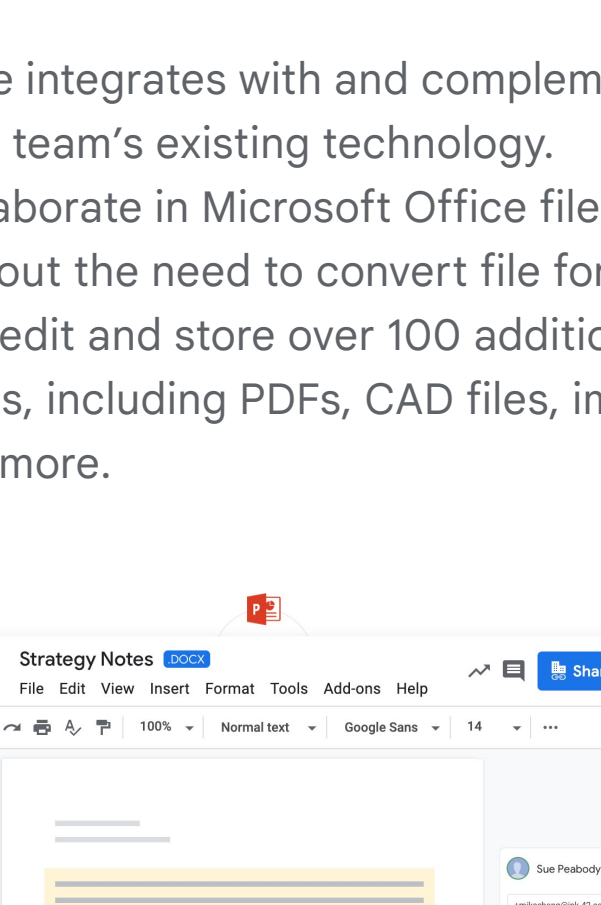 e integrates with and complem
team's existing technology.
aborate in Microsoft Office file
out the need to convert file for
edit and store over 100 additio
s, including PDFs, CAD files, im
more.
P
Strategy Notes .DOCX
Shar
File Edit View Insert Format Tools Add-ons Help
100% Normal text Google Sans 14
Sue Peabody